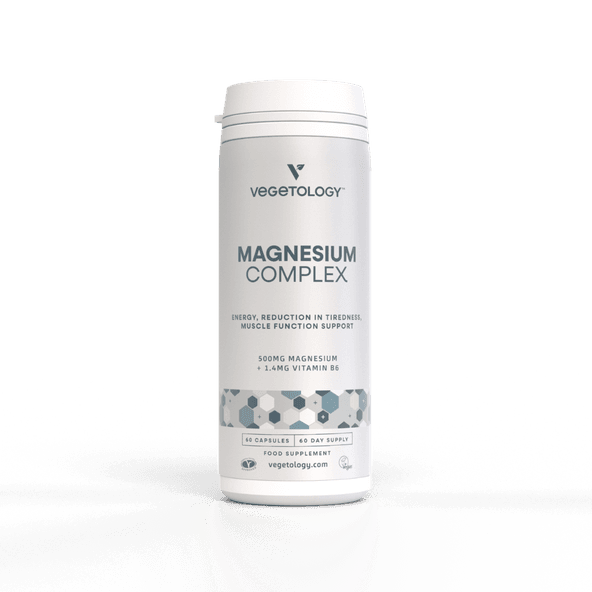 VEGETOLOGY™
MAGNESIUM
COMPLEX
ENERGY, REDUCTION IN TIREDNESS,
MUSCLE FUNCTION SUPPORT
500MG MAGNESIUM
+ 1.4MG VITAMIN B6
60 CAPSULES 60 DAY SUPPLY
FOOD SUPPLEMENT
vegetology.com